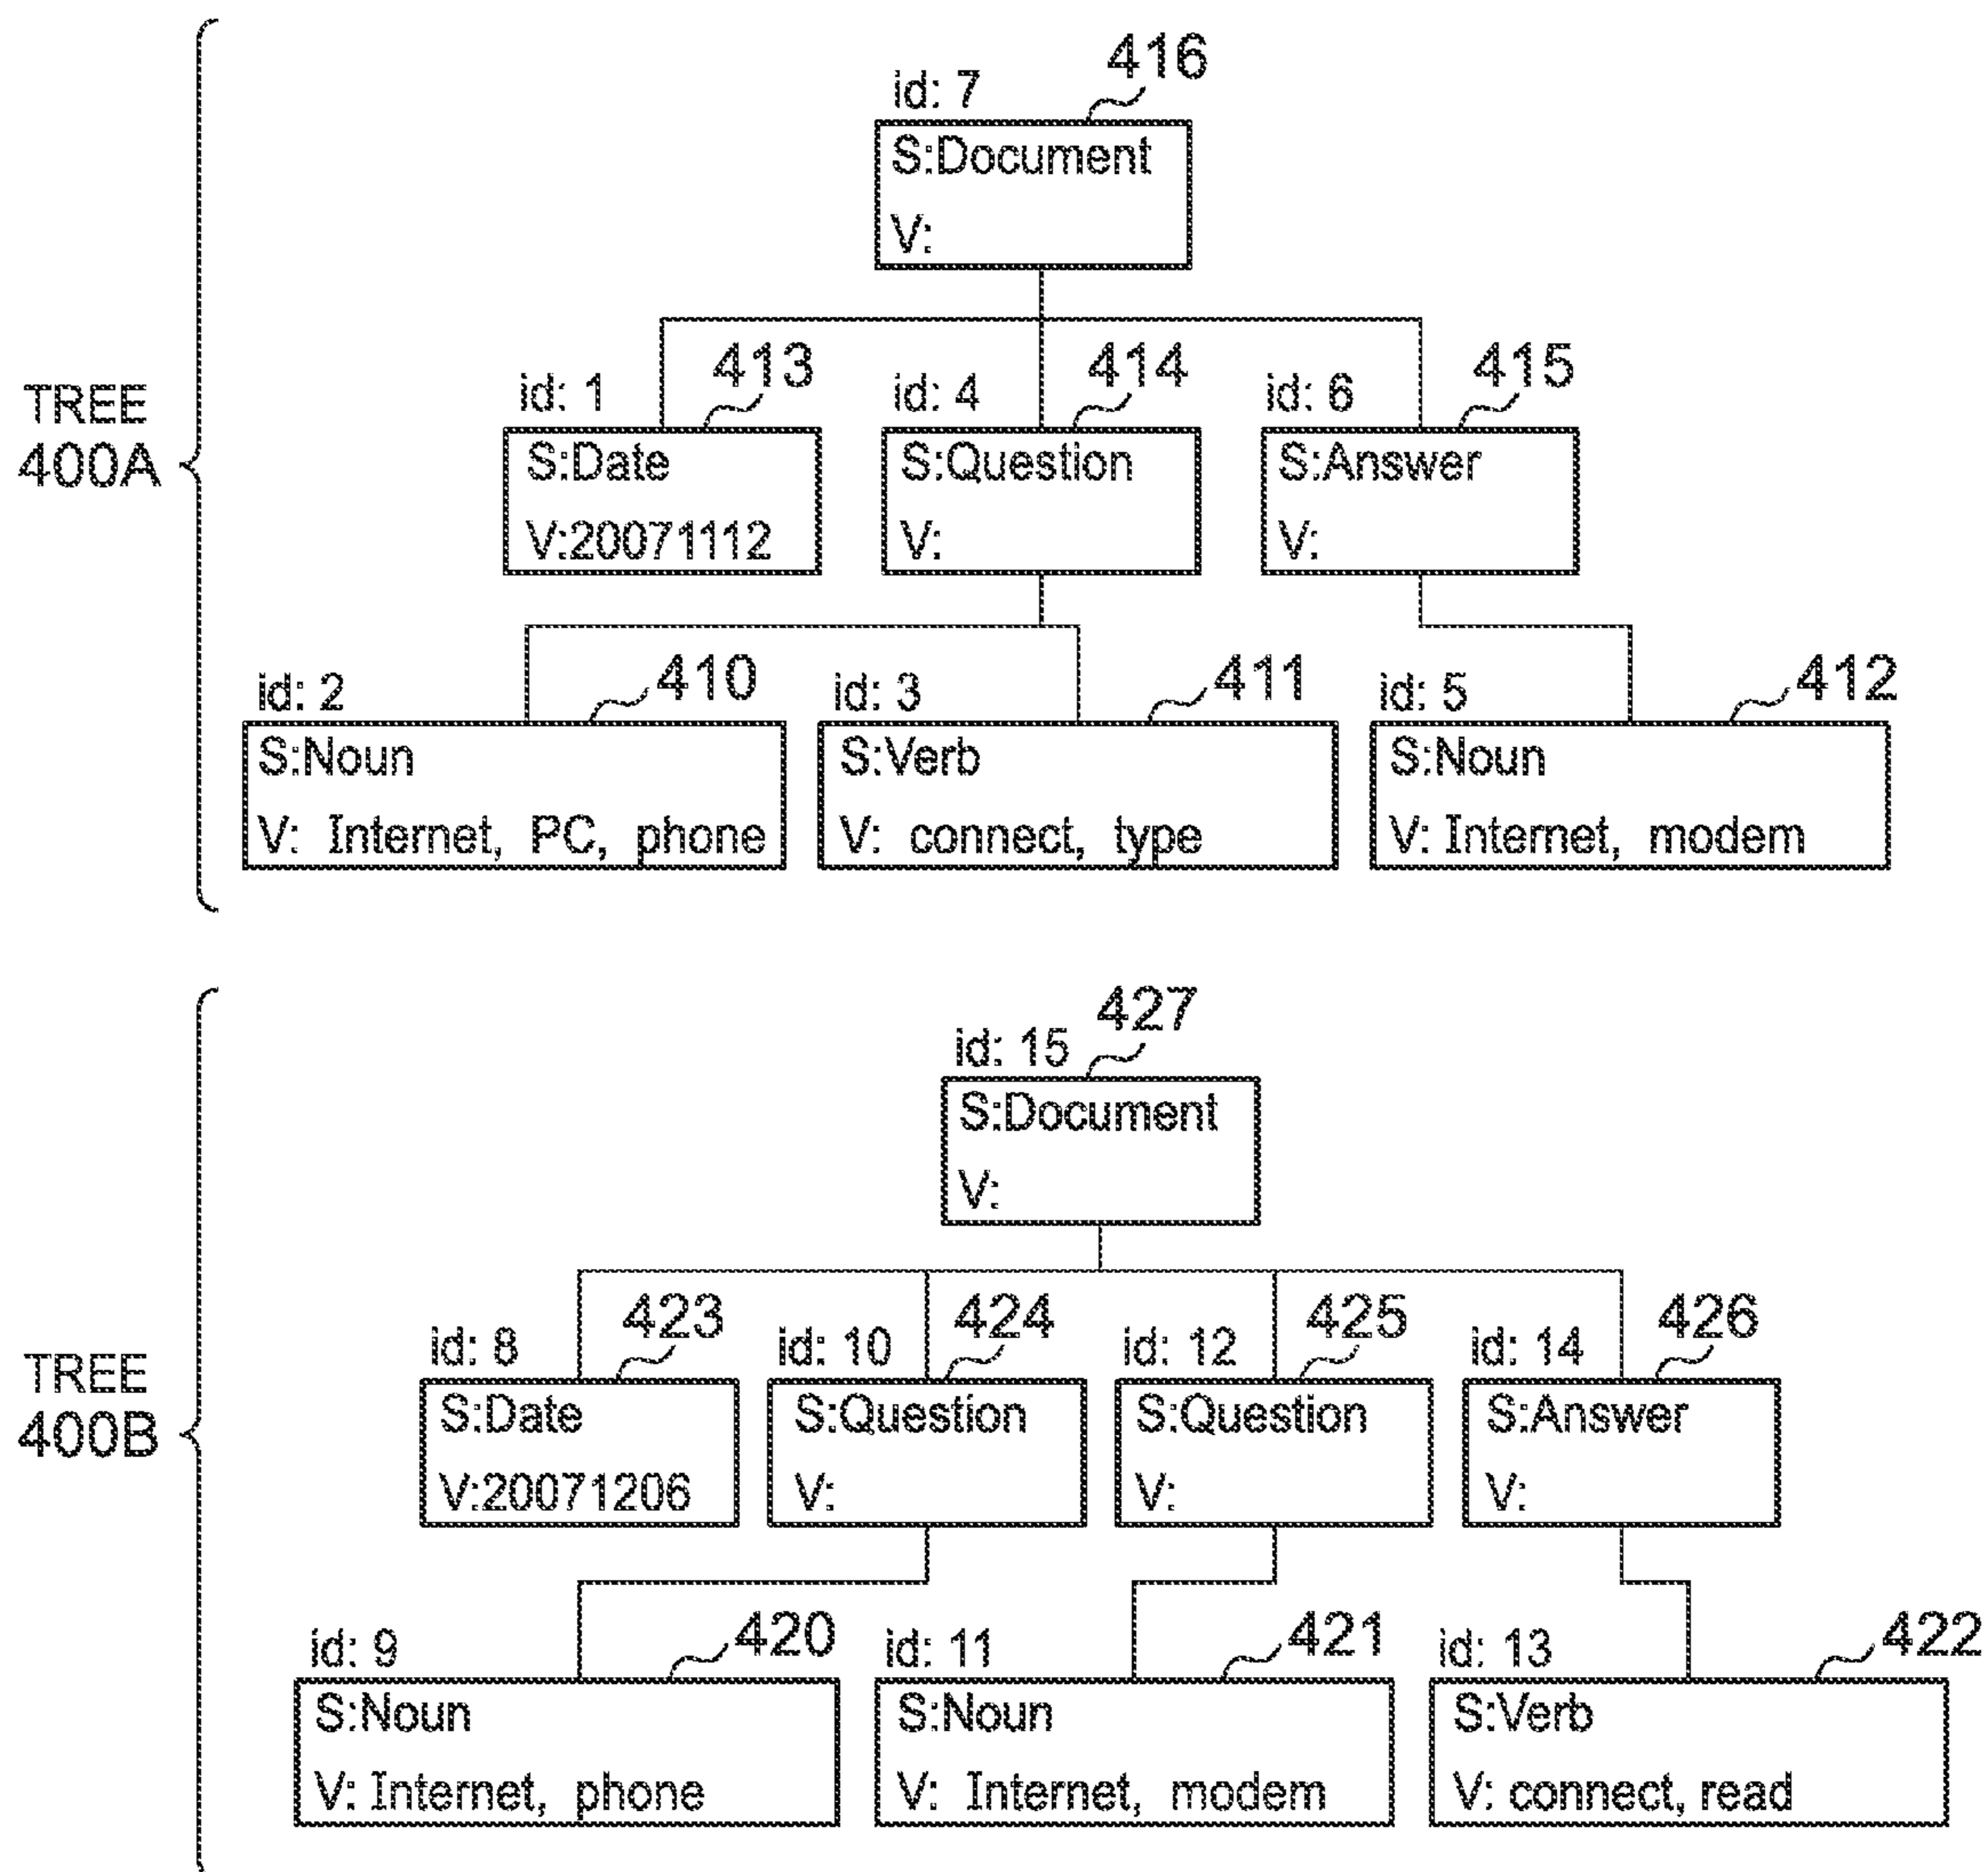 416
id: 7
S:Document
V:
TREE
400A
413
414
415
id: 1
id: 4
id: 6
S:Date
S:Question
S:Answer
V:20071112
V:
V:
410
411
412
id: 2
id: 3
id: 5
S:Noun
S:Verb
S:Noun
V: Internet, PC, phone
V: connect, type
V: Internet, modem
427
id: 15
S:Document
V:
TREE
400B
423
424
425
426
id: 8
id: 10
id: 12
id: 14
S:Date
S:Question
S:Question
S:Answer
V:20071206
V:
V:
V:
420
421
422
id: 9
id: 11
id: 13
S:Noun
S:Noun
S:Verb
V: Internet, phone
V: Internet, modem
V: connect, read